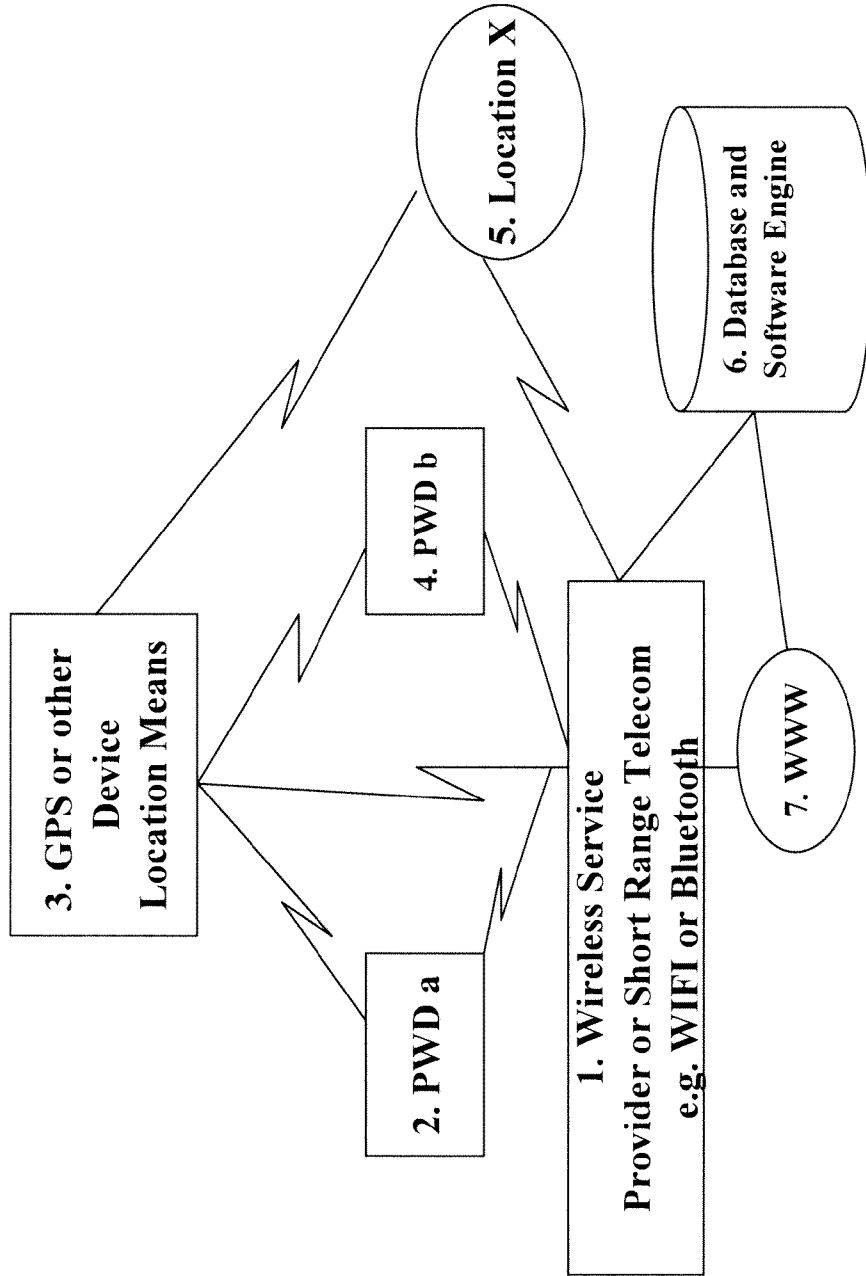 3. GPS or other
Device
Location Means
2. PWD a
4. PWD b
5. Location X
1. Wireless Service
Provider or Short Range Telecom
e.g. WIFI or Bluetooth
6. Database and
Software Engine
7. WWW